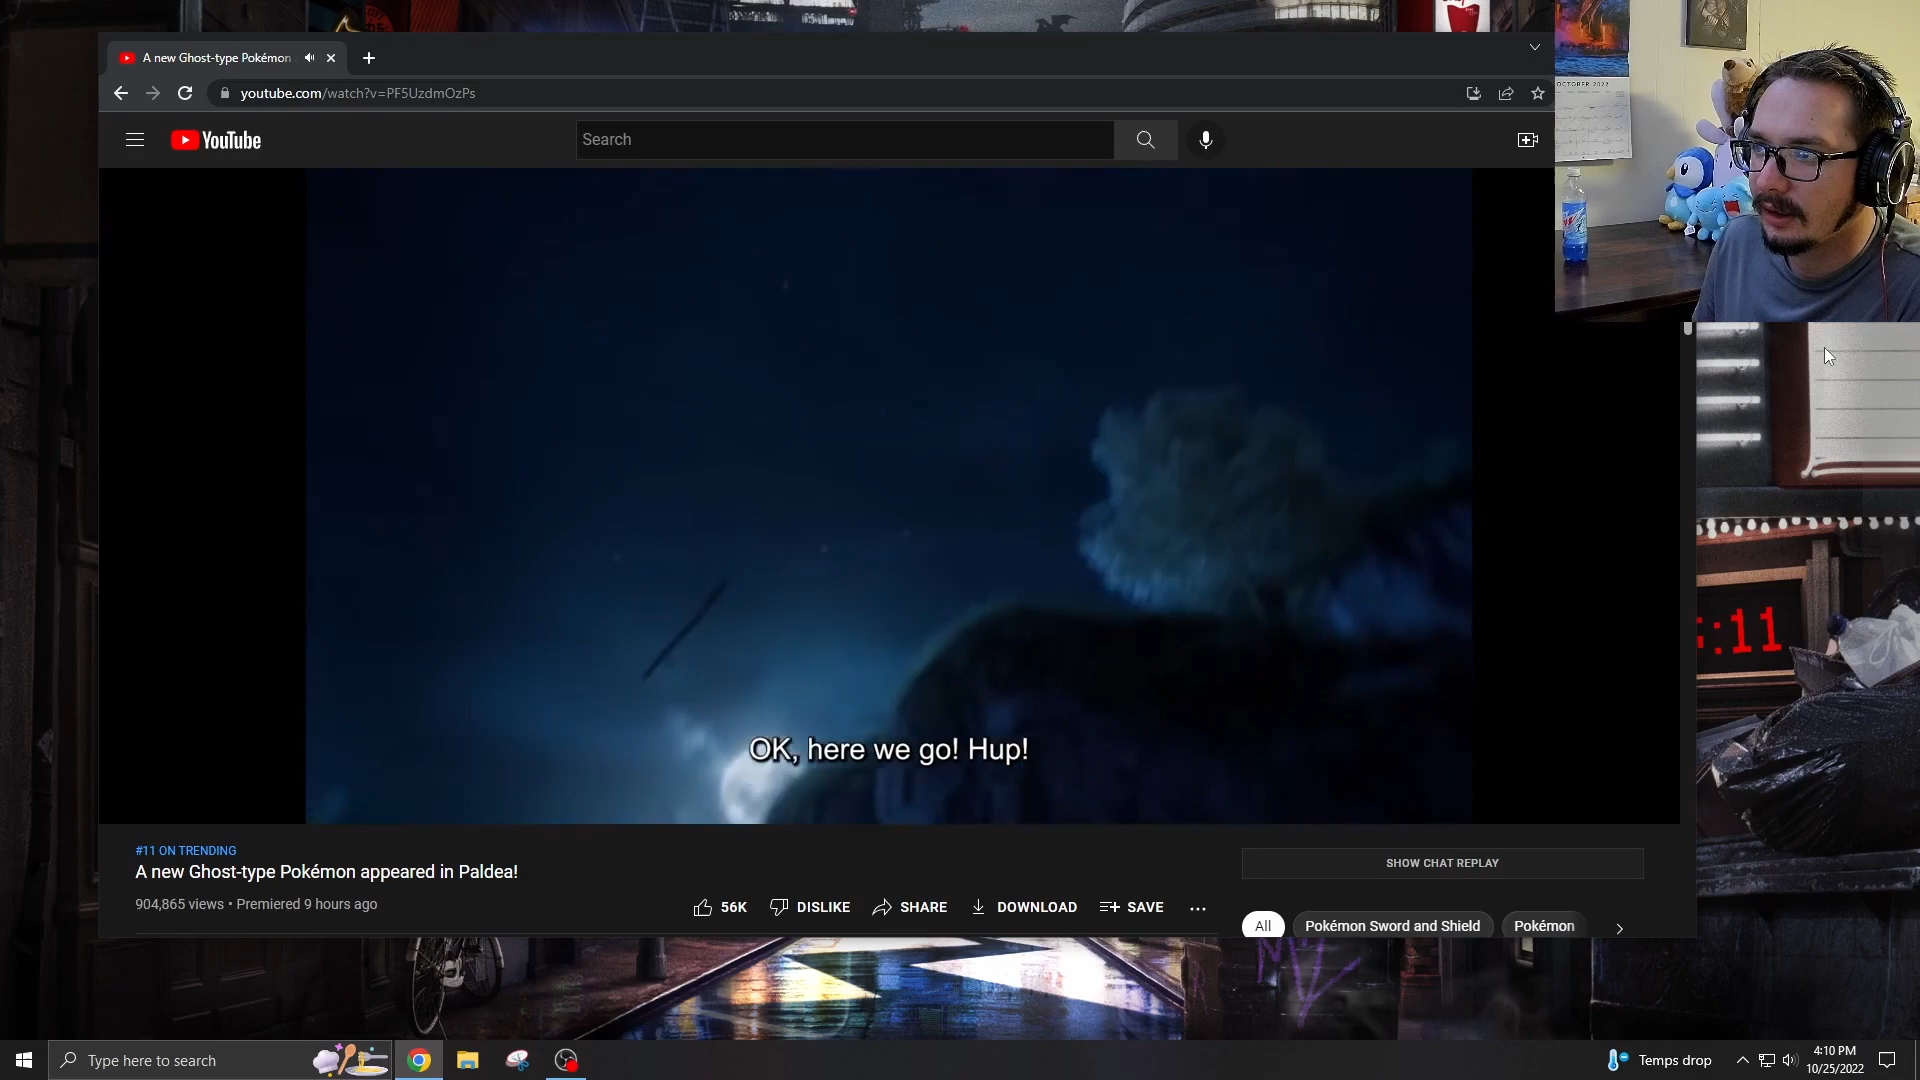 A new Ghost-type Pokémon
youtube.com/watch?v=PF5UzdmOzPs
YouTube
Search
OCTOBER 2022
:11
OK, here we go! Hup!
#11 ON TRENDING
A new Ghost-type Pokémon appeared in Paldea!
904,865 views • Premiered 9 hours ago
56K
DISLIKE
SHARE
DOWNLOAD
SAVE
SHOW CHAT REPLAY
All
Pokémon Sword and Shield
Pokémon
Type here to search
Temps drop
4:10 PM
10/25/2022